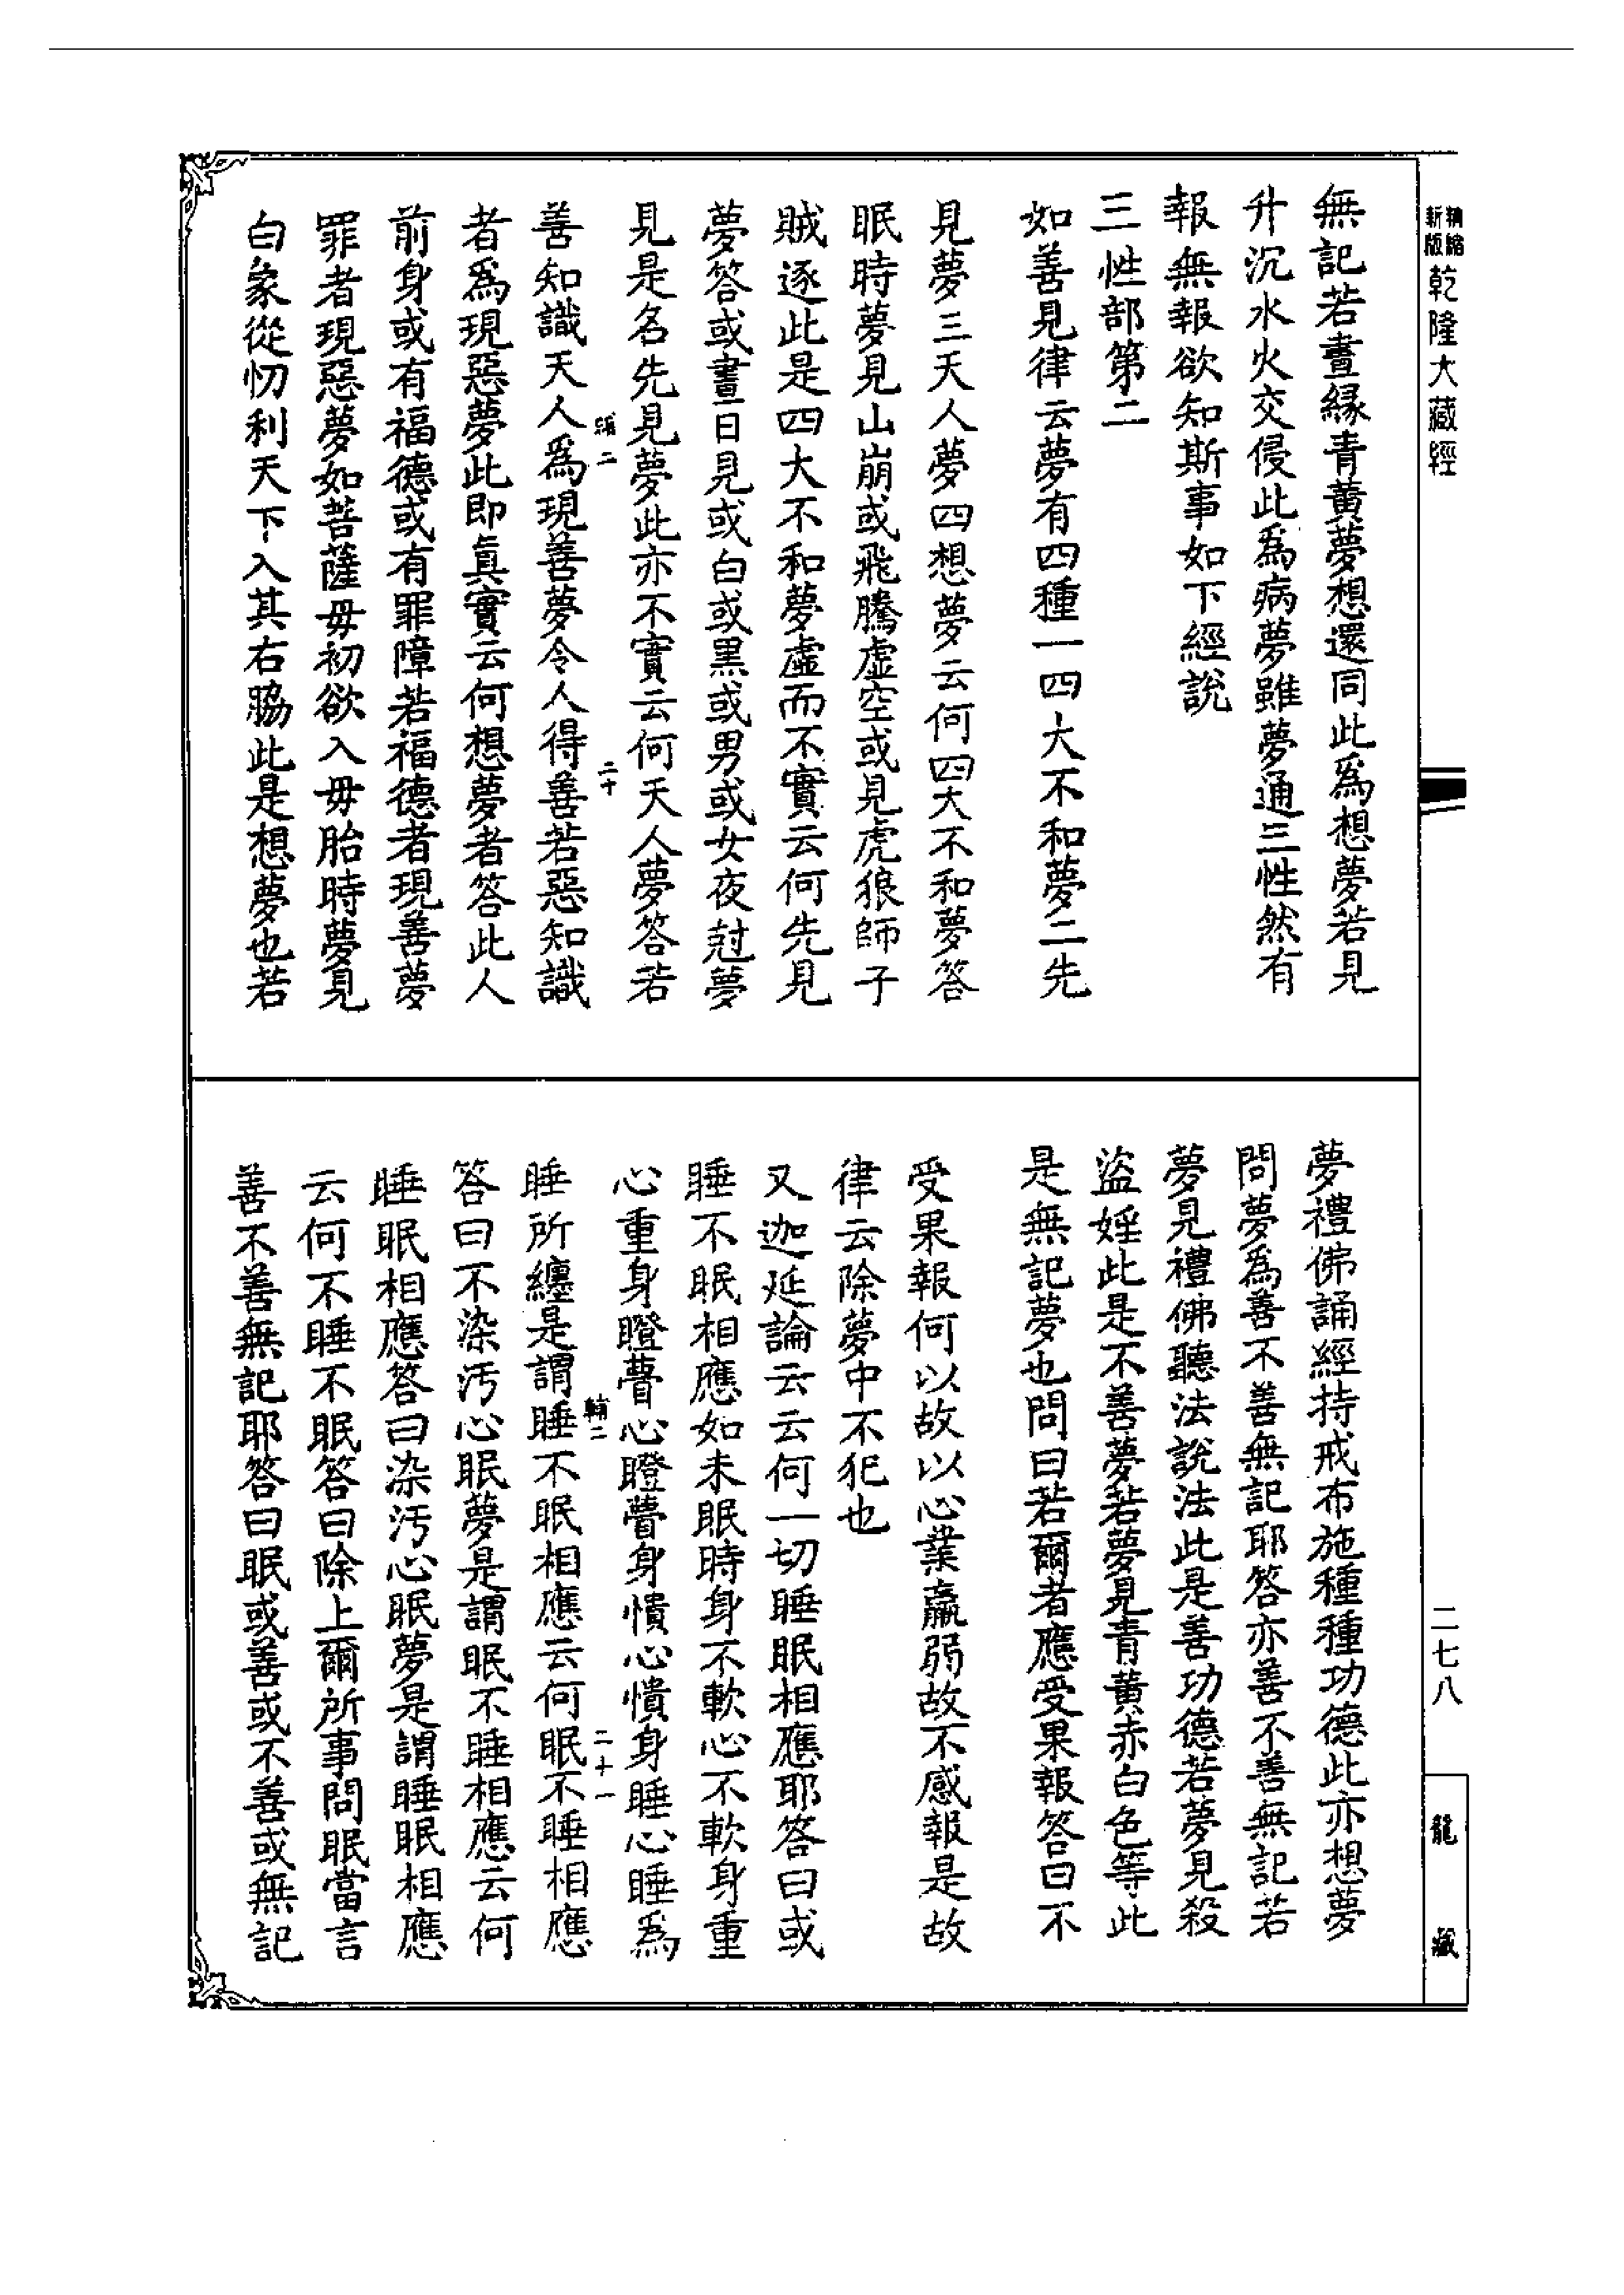 精縮
新版
乾隆大藏經
無記若晝緣青黃夢想還同此爲想夢若見
升沉水火交侵此爲病夢雖夢通三性然有
報無報欲知斯事如下經說
三性部第二
如善見律云夢有四種一四大不和夢二先
見夢三天人夢四想夢云何四大不和夢答
眠時夢見山崩或飛騰虛空或見虎狼師子
賊逐此是四大不和夢虛而不實云何先見
夢答或晝日見或白或黑或男或女夜尅夢
見是名先見夢此亦不實云何天人夢答若
二
二十
善知識天人爲現善夢令人得善若惡知識
者爲現惡夢此即眞實云何想夢者答此人
前身或有福德或有罪障若福德者現善夢
罪者現惡夢如菩薩母初欲入母胎時夢見
白象從忉利天下入其右脇此是想夢也若
夢禮佛誦經持戒布施種種功德此亦想夢
問夢爲善不善無記耶答亦善不善無記若
夢見禮佛聽法說法此是善功德若夢見殺
盜婬此是不善夢若夢見青黃赤白色等此
是無記夢也問曰若爾者應受果報答曰不
受果報何以故以心業羸弱故不感報是故
律云除夢中不犯也
又迦延論云云何一切睡眠相應耶答曰或
睡不眠相應如未眠時身不軟心不軟身重
心重身瞪瞢心瞪瞢身憒心憒身睡心睡爲
輔二
二十一
睡所纏是謂睡不眠相應云何眠不睡相應
答曰不染汚心眠夢是謂眠不睡相應云何
睡眠相應答曰染汚心眠夢是謂睡眠相應
云何不睡不眠答曰除上爾所事問眠當言
善不善無記耶答曰眠或善或不善或無記
二七八
龍藏